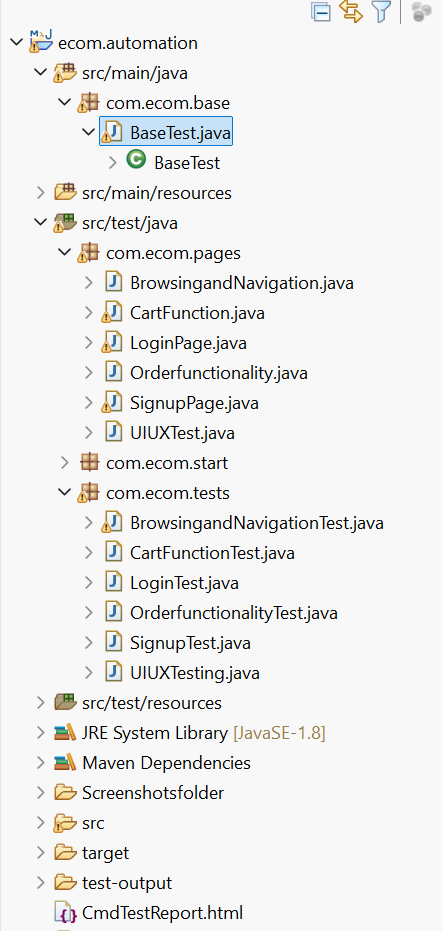 ecom.automation
src/main/java
com.ecom.base
BaseTest.java
BaseTest
src/main/resources
src/test/java
com.ecom.pages
BrowsingandNavigation.java
CartFunction.java
LoginPage.java
Orderfunctionality.java
SignupPage.java
UIUXTest.java
com.ecom.start
com.ecom.tests
BrowsingandNavigationTest.java
CartFunctionTest.java
LoginTest.java
OrderfunctionalityTest.java
SignupTest.java
UIUXTesting.java
src/test/resources
JRE System Library [JavaSE-1.8]
Maven Dependencies
Screenshotsfolder
src
target
test-output
CmdTestReport.html